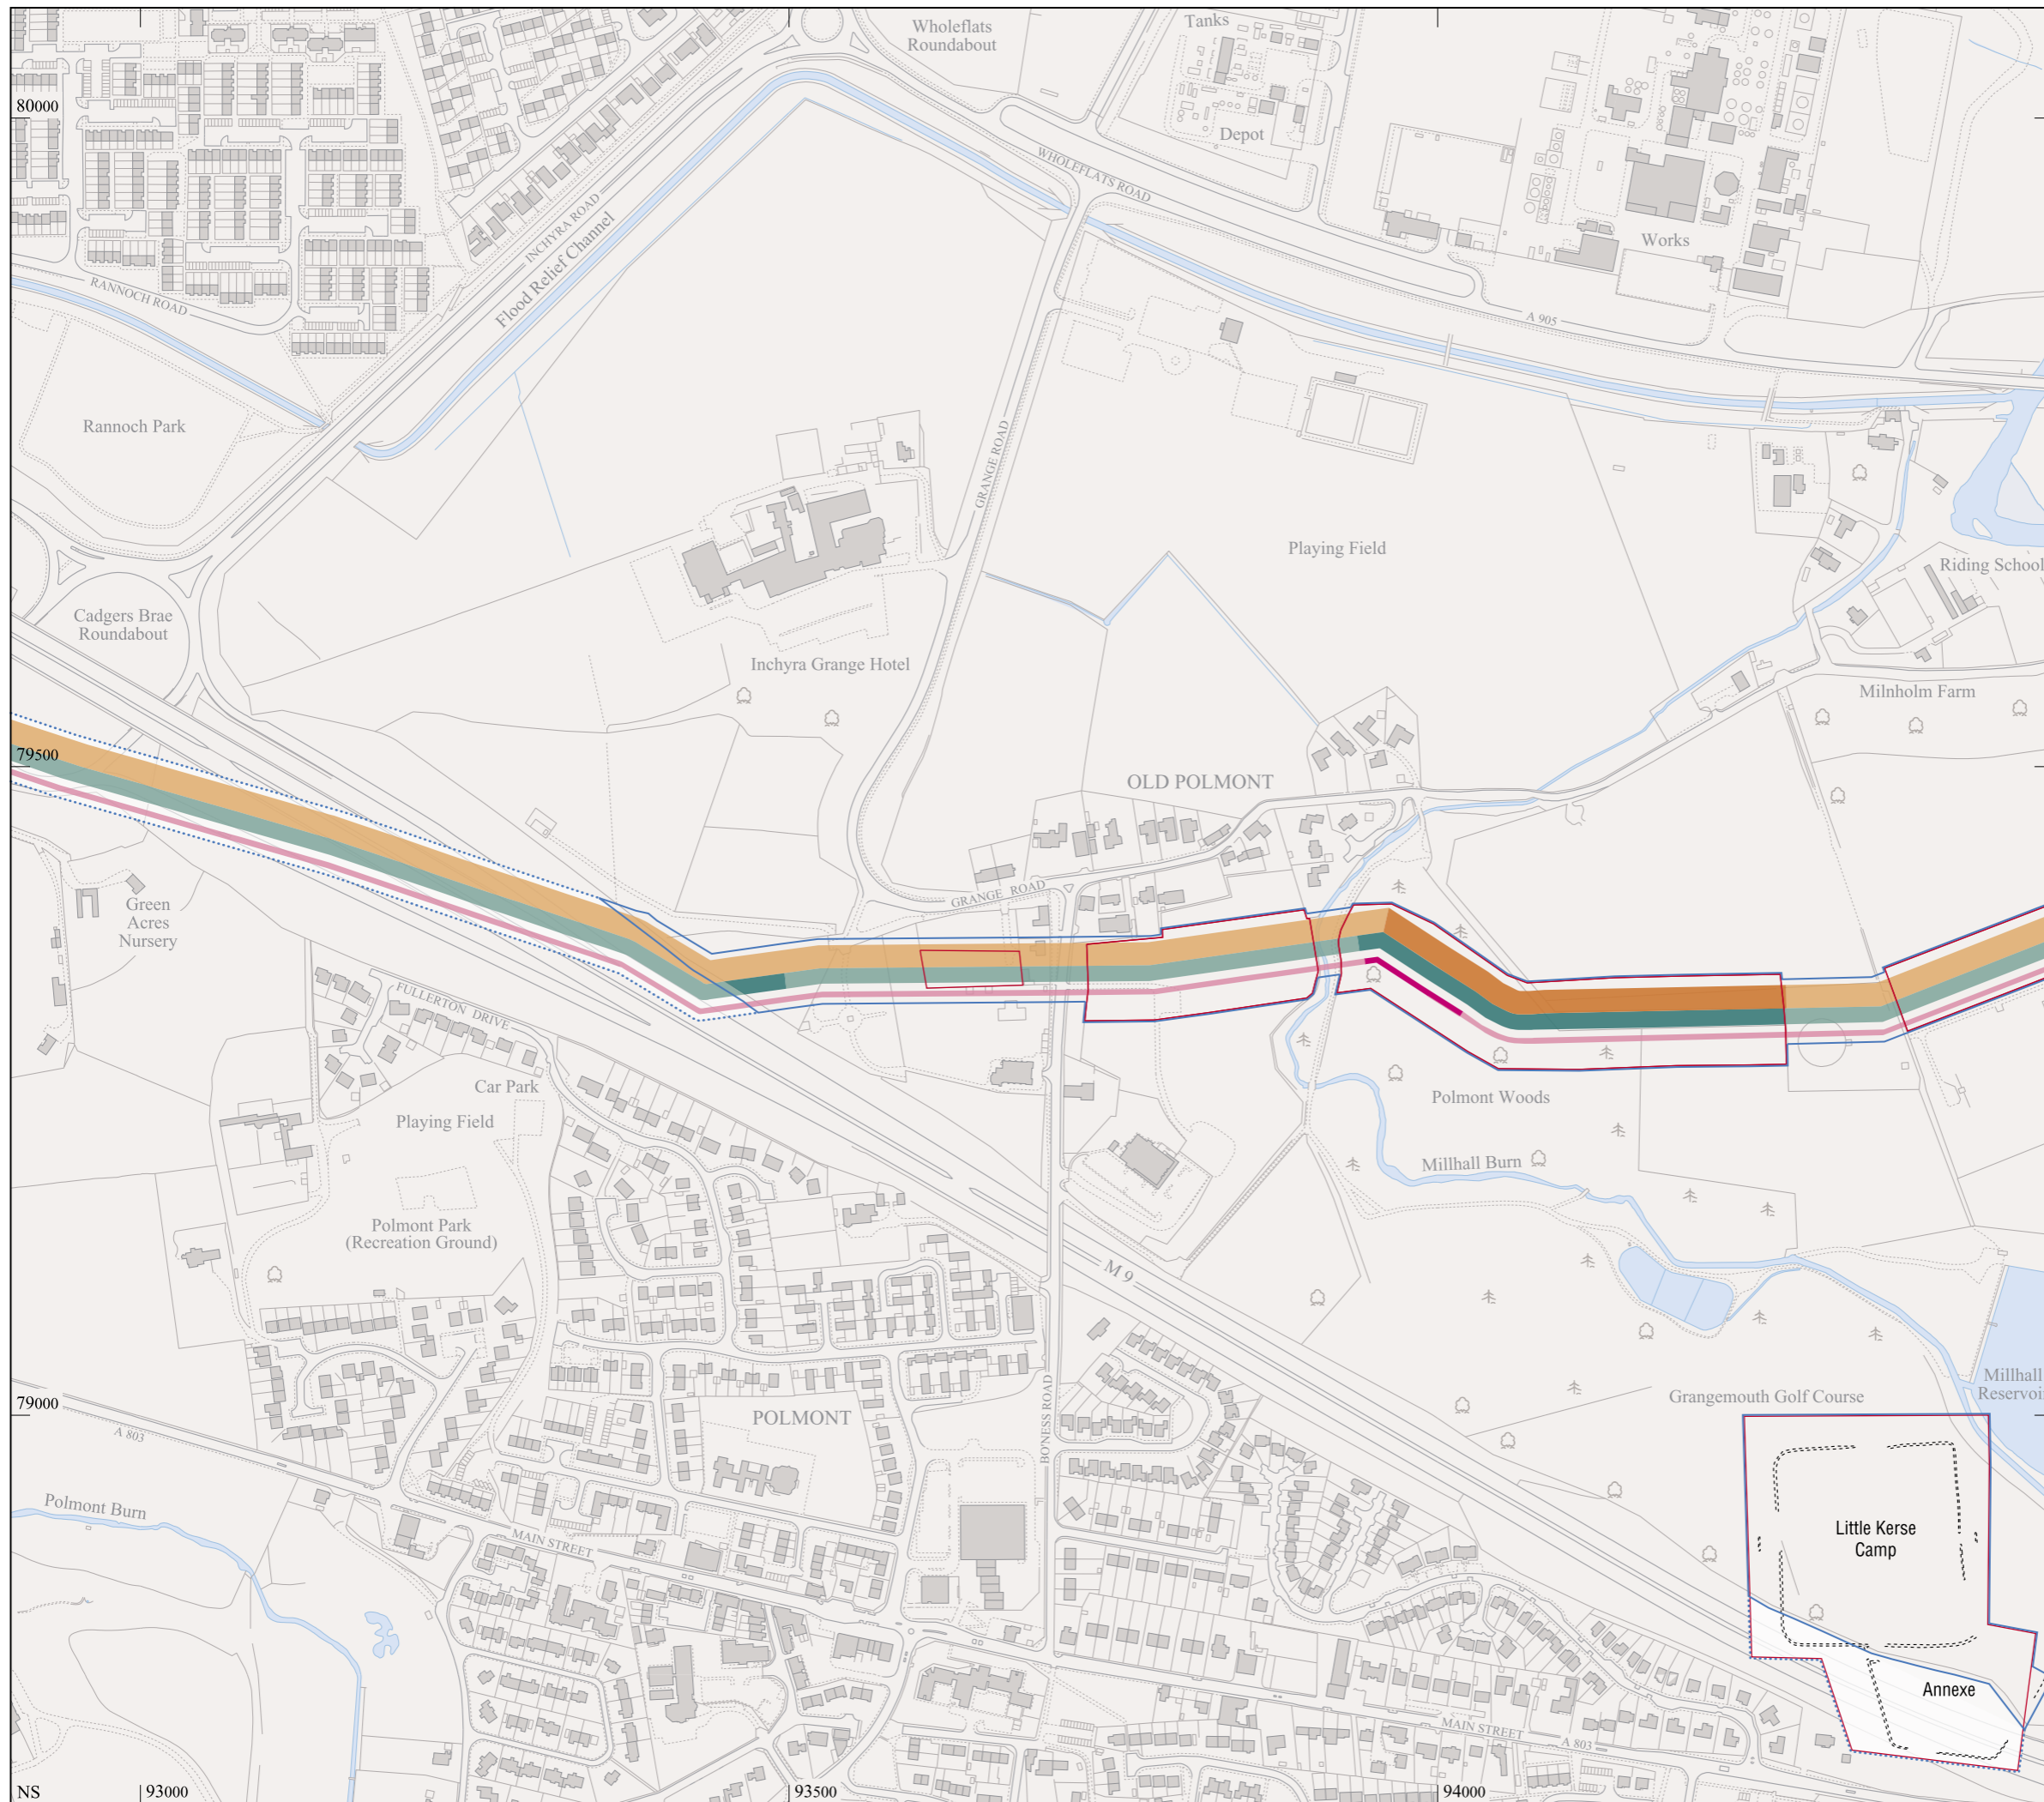 Wholeflats
Roundabout
Tanks
80000
Depot
WHOLEFLATS ROAD
INCHYRA ROAD
Flood Relief Channel
Works
RANNOCH ROAD
A 905
Rannoch Park
GRANGE ROAD
Playing Field
Riding School
Cadgers Brae
Roundabout
Inchyra Grange Hotel
Milnholm Farm
79500
OLD POLMONT
GRANGE ROAD
Green
Acres
Nursery
FULLERTON DRIVE
Car Park
Playing Field
Polmont Woods
Millhall Burn
Polmont Park
(Recreation Ground)
M 9
Millhall
Reservoi
Grangemouth Golf Course
79000
A 803
POLMONT
BO'NESS ROAD
Polmont Burn
MAIN STREET
Little Kerse
Camp
Annexe
MAIN STREET
A 803
NS
93000
93500
94000